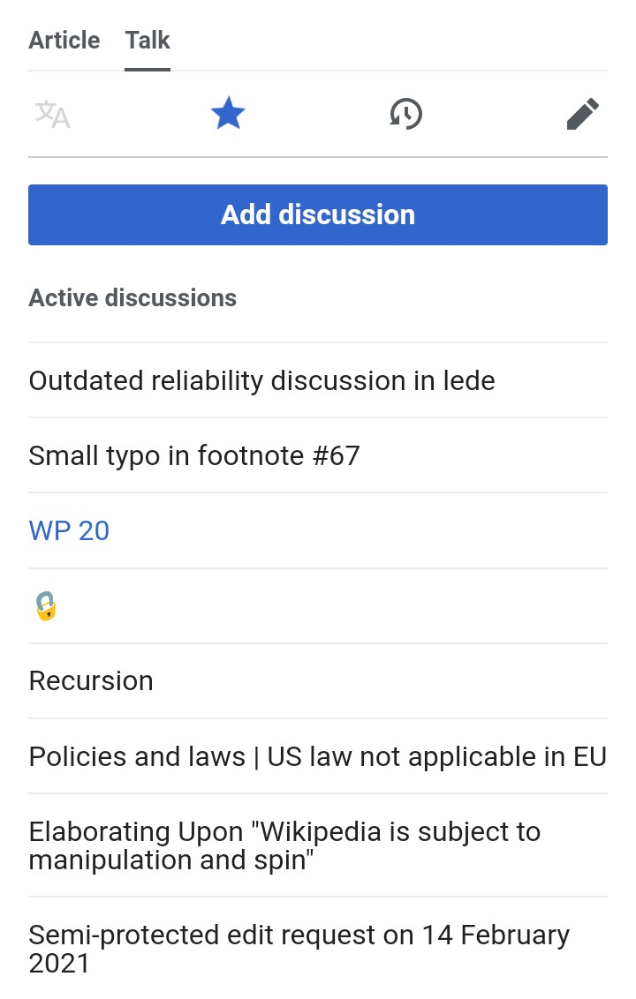 Article Talk
Add discussion
Active discussions
Outdated reliability discussion in lede
Small typo in footnote #67
WP 20
🔓
Recursion
Policies and laws | US law not applicable in EU
Elaborating Upon "Wikipedia is subject to
manipulation and spin"
Semi-protected edit request on 14 February
2021